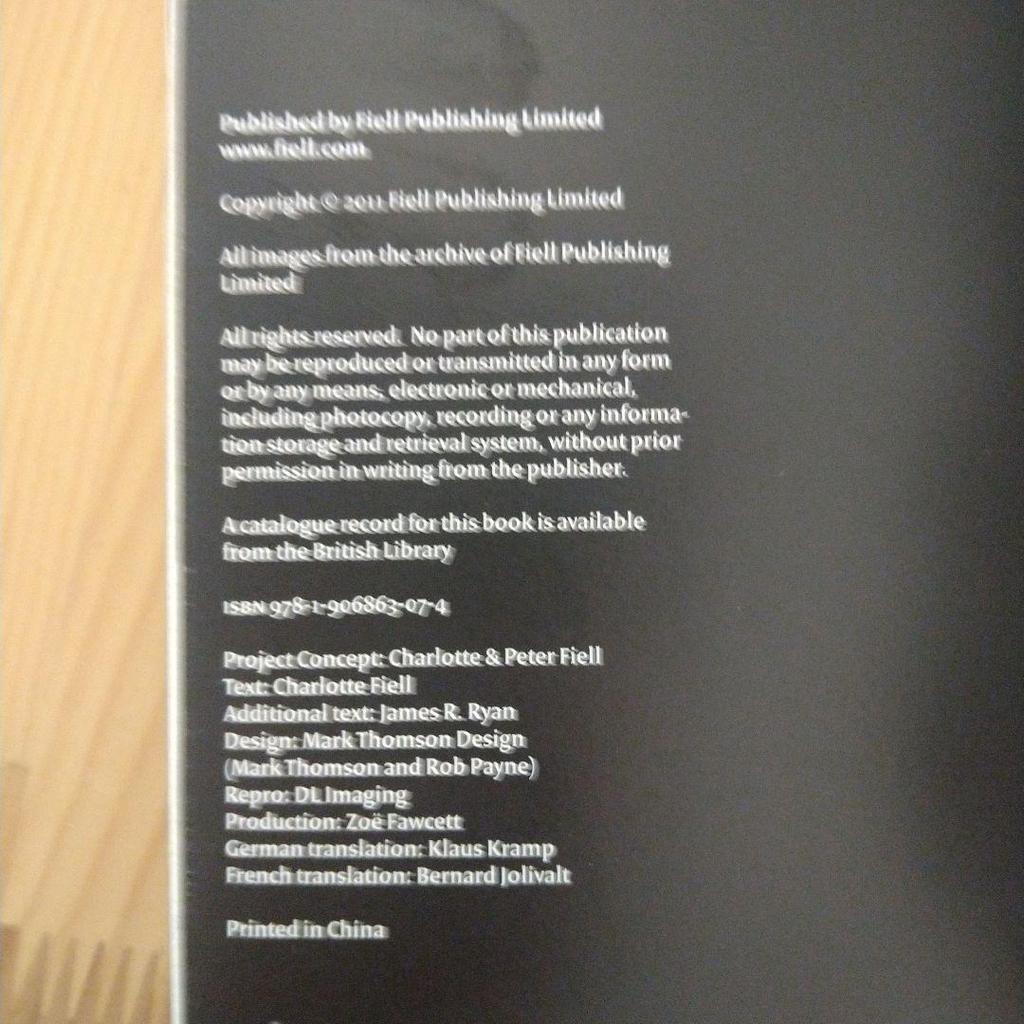 Published by Fiell Publishing Limited
www.fiell.com
Copyright © 2011 Fiell Publishing Limited
All images from the archive of Fiell Publishing
Limited
All rights reserved. No part of this publication
may be reproduced or transmitted in any form
or by any means, electronic or mechanical,
including photocopy, recording or any informa-
tion storage and retrieval system, without prior
permission in writing from the publisher.
A catalogue record for this book is available
from the British Library
ISBN 978-1-906863-07-4
Project Concept: Charlotte & Peter Fiell
Text: Charlotte Fiell
Additional text: James R. Ryan
Design: Mark Thomson Design
(Mark Thomson and Rob Payne)
Repro: DL Imaging
Production: Zoë Fawcett
German translation: Klaus Kramp
French translation: Bernard Jolivalt
Printed in China